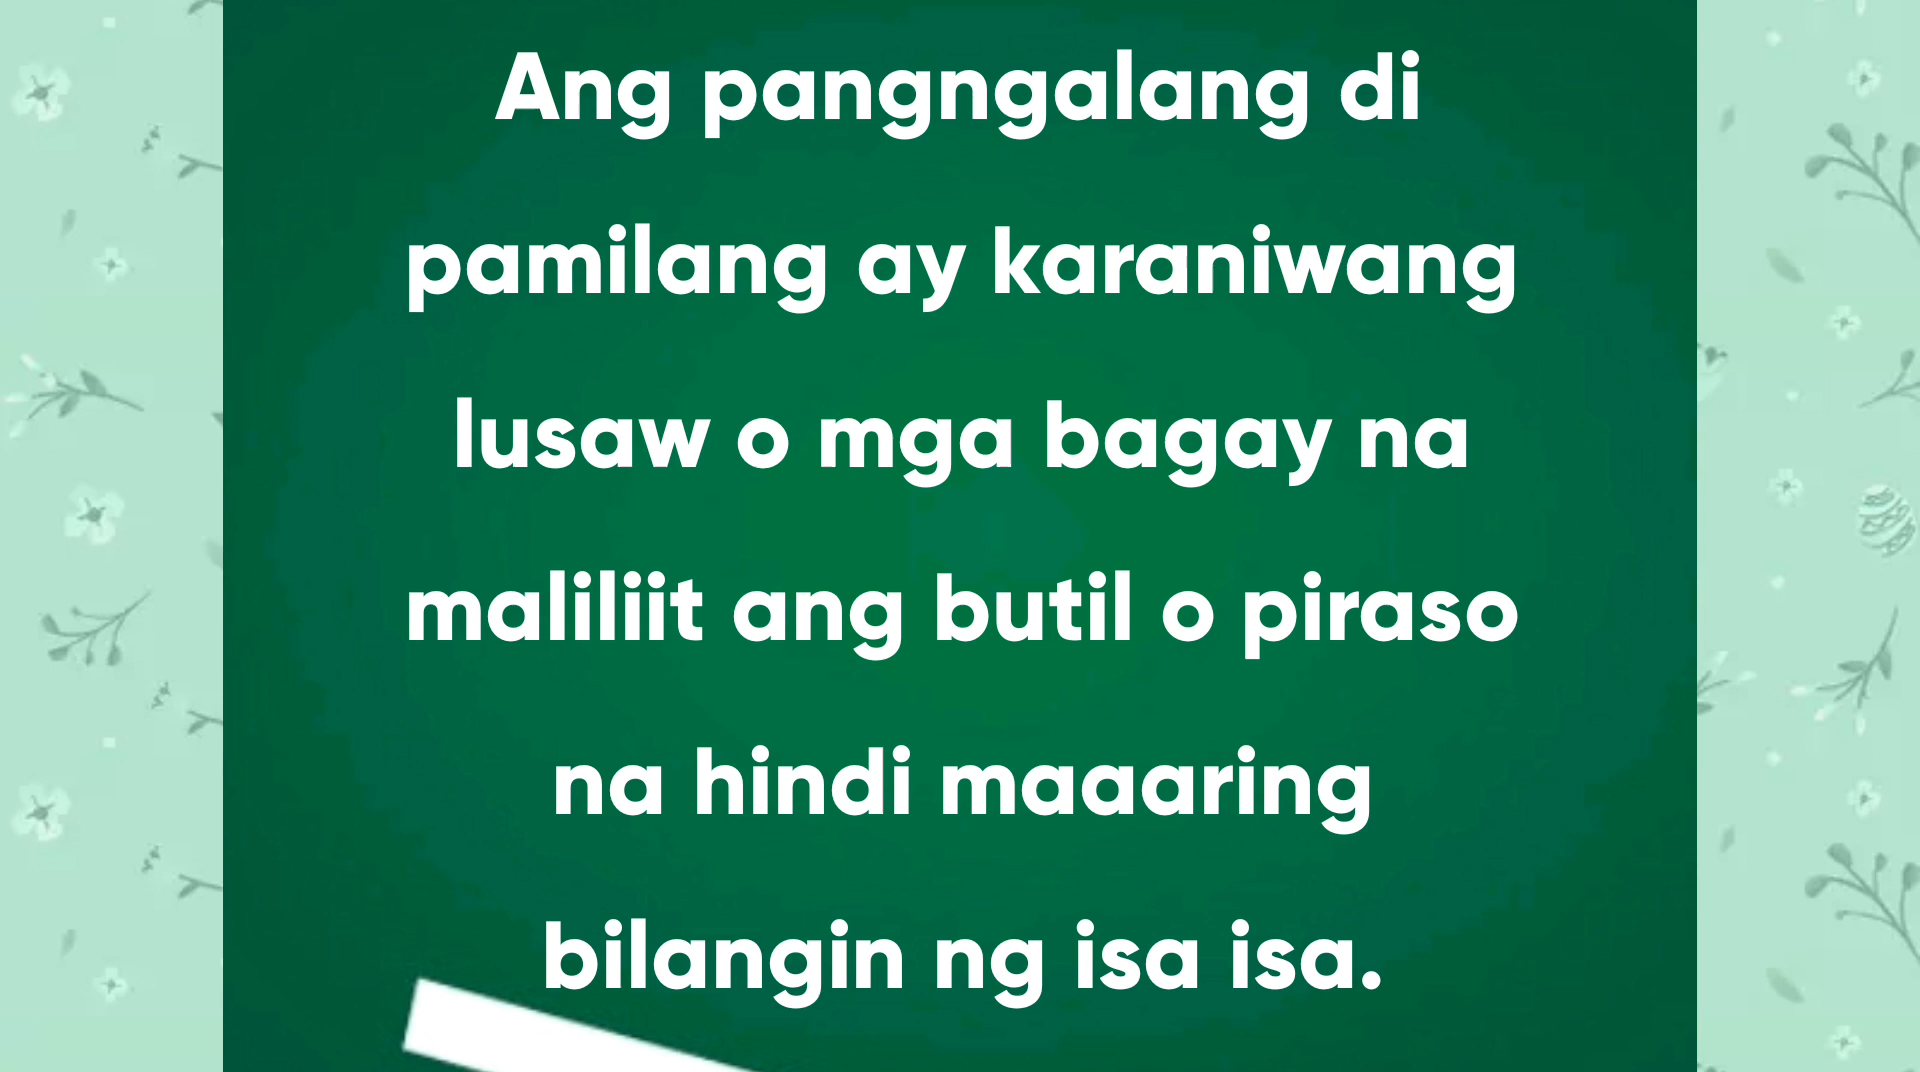 Ang pangngalang di
pamilang ay karaniwang
lusaw o mga bagay na
maliliit ang butil o piraso
na hindi maaaring
bilangin ng isa isa.